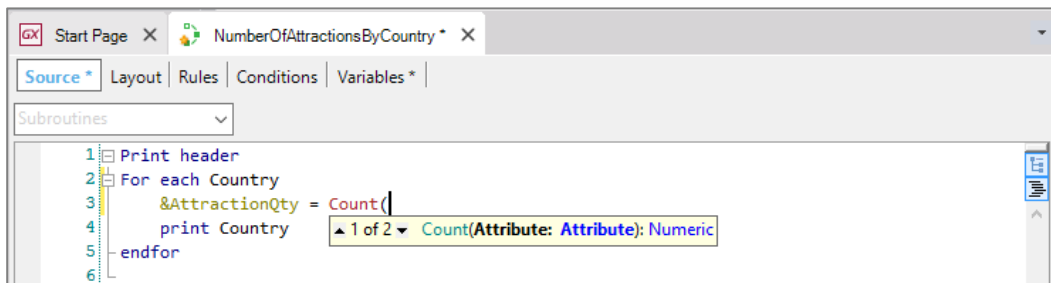 GX Start Page X NumberOfAttractionsByCountry * X
Source * Layout Rules Conditions Variables *
Subroutines
1 Print header
2 For each Country
3 &AttractionQty = Count(
4 print Country 1 of 2 Count(Attribute: Attribute): Numeric
5 endfor
6